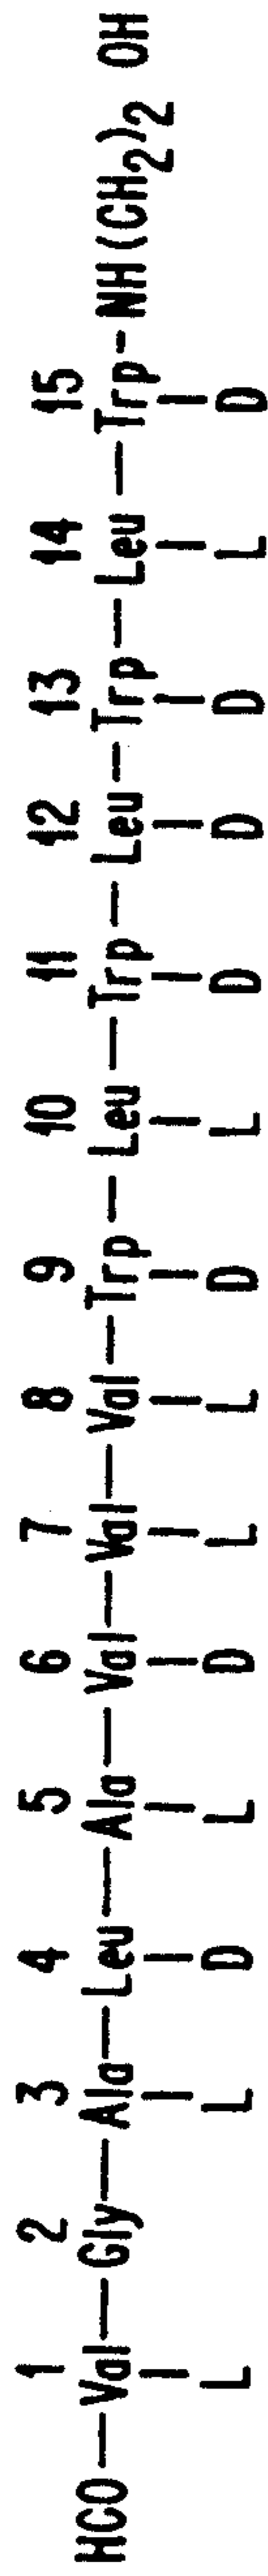 1 2 3 4 5 6 7 8 9 10 11 12 13 14 15
HCO—Val—Gly—Ala—Leu—Ala—Val—Val—Val—Trp—Leu—Trp—Leu—Trp—Leu—Trp-NH(CH2)2 OH
L L D L D L L D L D D D L D